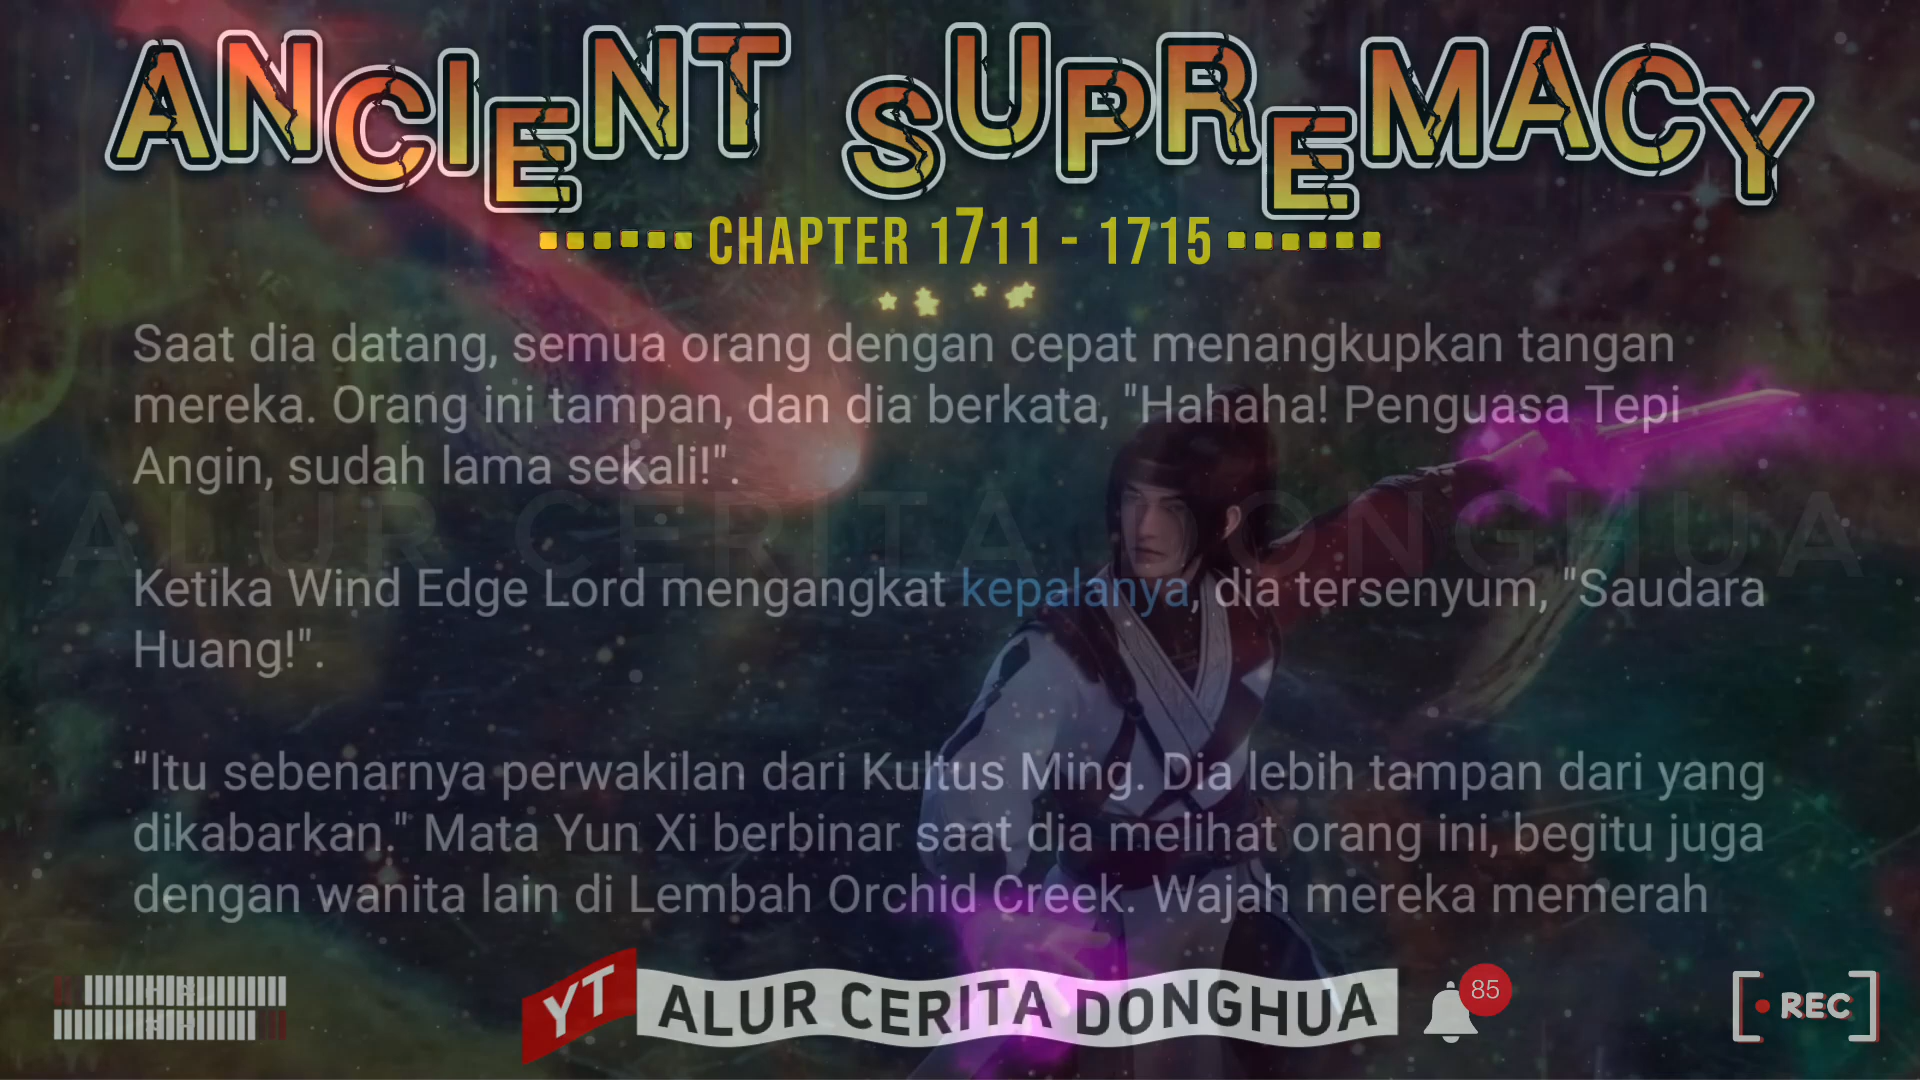 ANCIENT SUPREMACY
CHAPTER 1711 - 1715
Saat dia datang, semua orang dengan cepat menangkupkan tangan
mereka. Orang ini tampan, dan dia berkata, "Hahaha! Penguasa Tepi
Angin, sudah lama sekali!".
ALUR CERITA DONGHUA
Ketika Wind Edge Lord mengangkat kepalanya, dia tersenyum, "Saudara
Huang!".
"Itu sebenarnya perwakilan dari Kultus Ming. Dia lebih tampan dari yang
dikabarkan." Mata Yun Xi berbinar saat dia melihat orang ini, begitu juga
dengan wanita lain di Lembah Orchid Creek. Wajah mereka memerah
YT ALUR CERITA DONGHUA 85
REC